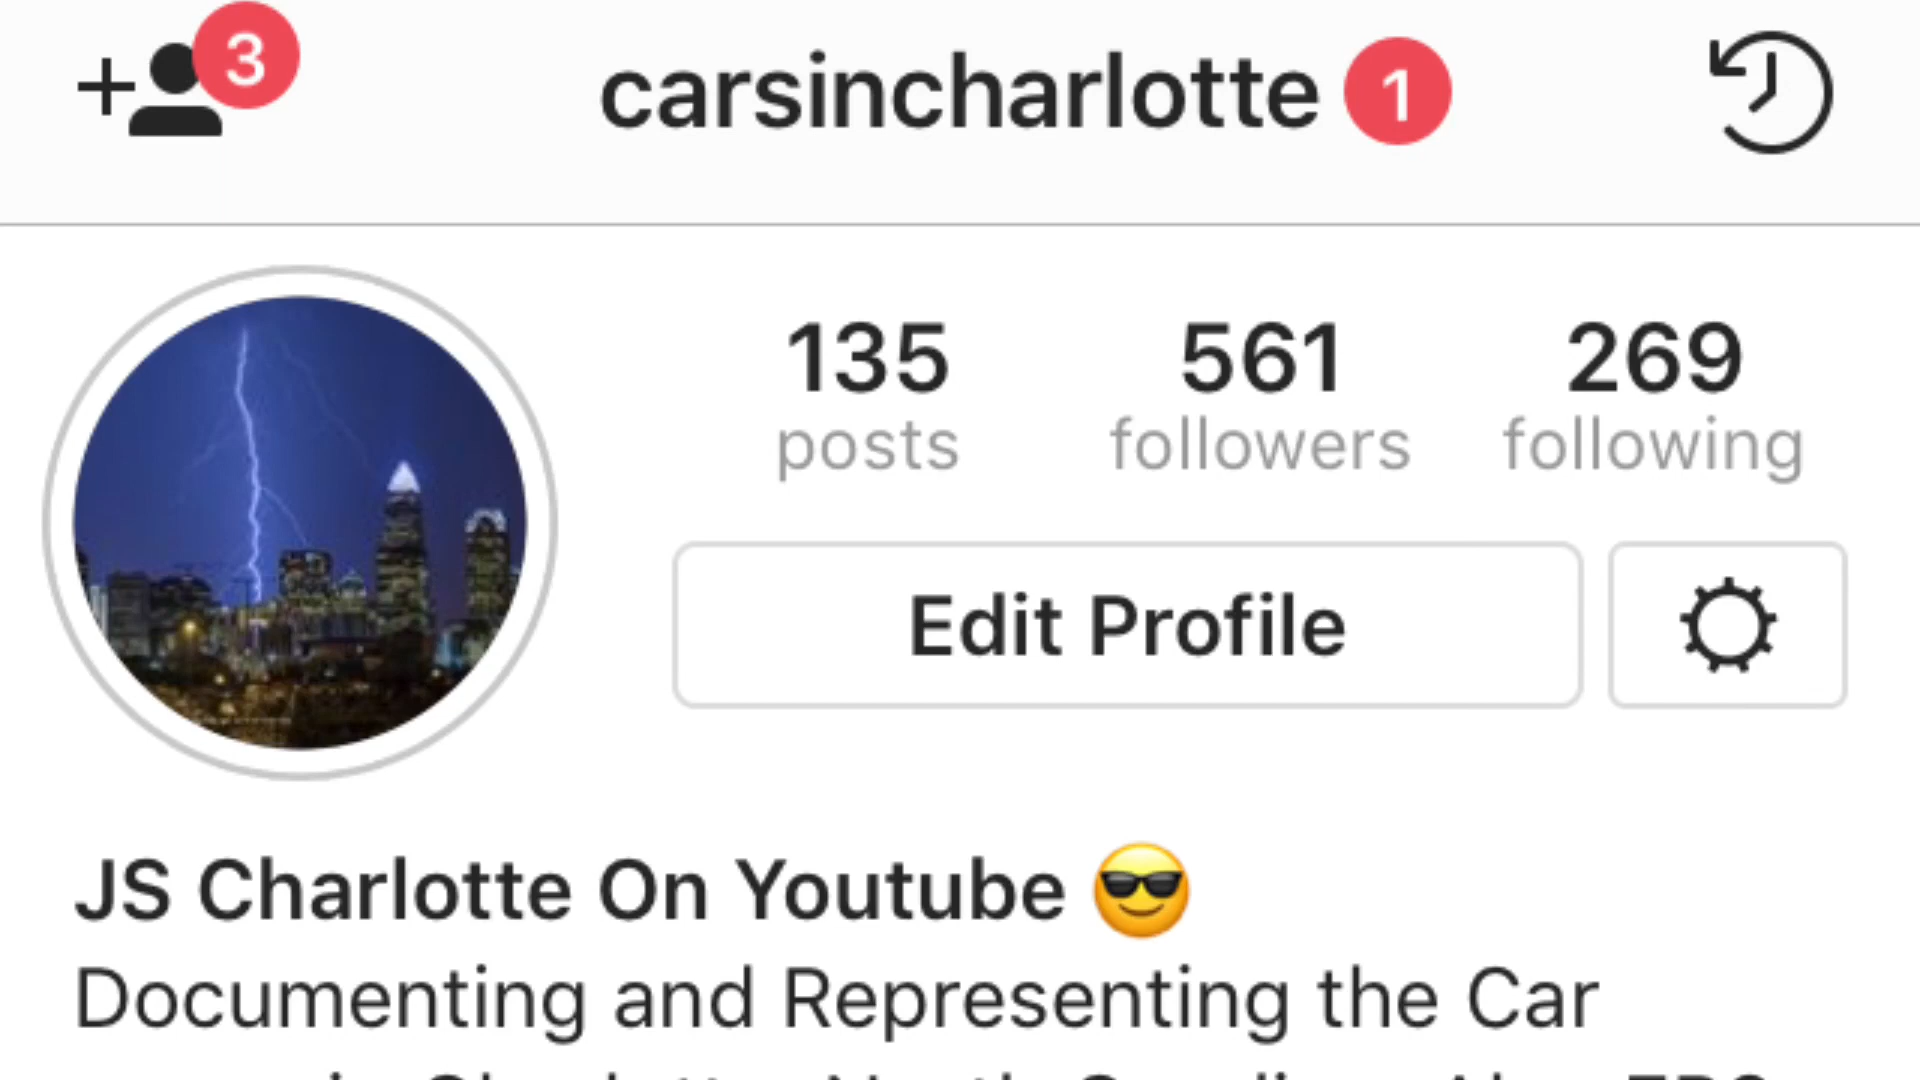 3
carsincharlotte 1
135 561 269
posts followers following
Edit Profile
JS Charlotte On Youtube 😎
Documenting and Representing the Car